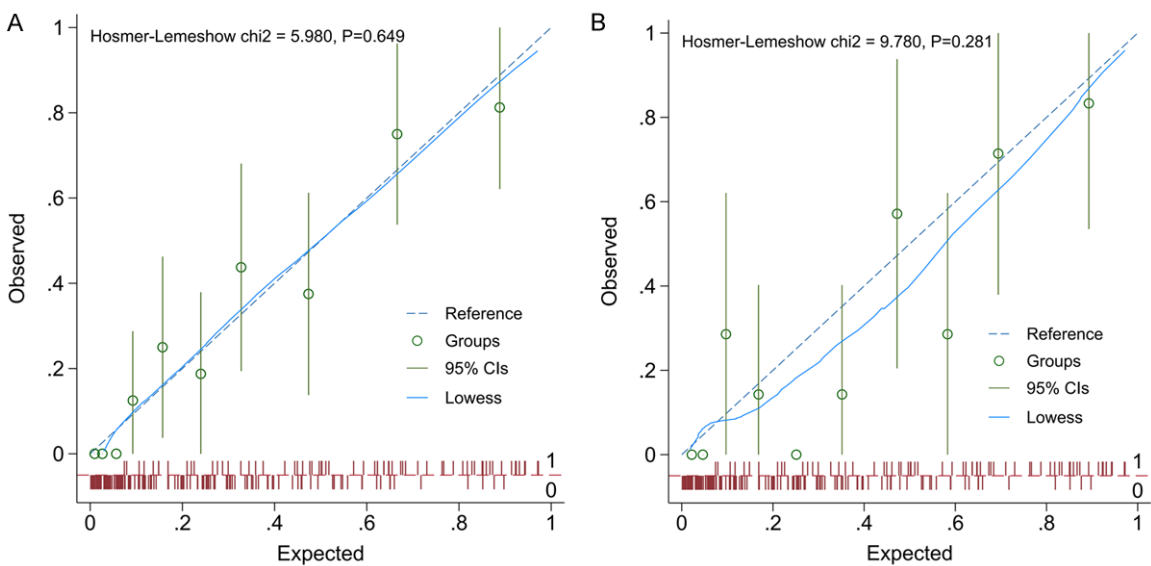 A
Hosmer-Lemeshow chi2 = 5.980, P=0.649
1
.8
.6
.4
.2
0
Observed
Reference
Groups
95% CIs
Lowess
1
0
0
.2
.4
.6
.8
1
Expected
B
Hosmer-Lemeshow chi2 = 9.780, P=0.281
1
.8
.6
.4
.2
0
Observed
Reference
Groups
95% CIs
Lowess
1
0
0
.2
.4
.6
.8
1
Expected